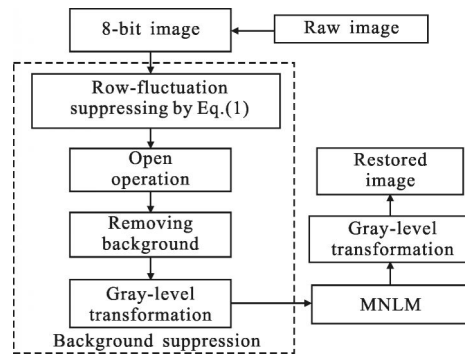 8-bit image
Raw image
Row-fluctuation
suppressing by Eq.(1)
Open
operation
Removing
background
Gray-level
transformation
Background suppression
MNLM
Gray-level
transformation
Restored
image